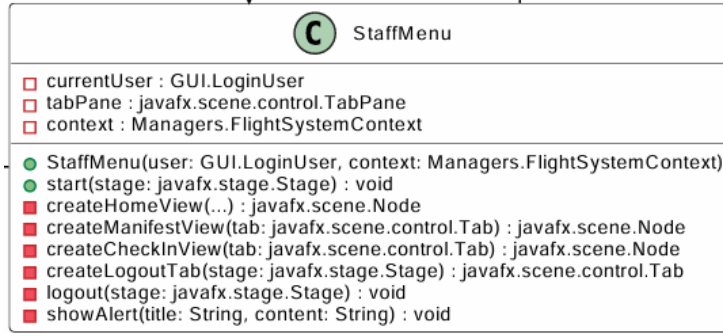 C StaffMenu
currentUser : GUI.LoginUser
tabPane : javafx.scene.control.TabPane
context : Managers.FlightSystemContext
StaffMenu(user: GUI.LoginUser, context: Managers.FlightSystemContext)
start(stage: javafx.stage.Stage) : void
createHomeView(...) : javafx.scene.Node
createManifestView(tab: javafx.scene.control.Tab) : javafx.scene.Node
createCheckInView(tab: javafx.scene.control.Tab) : javafx.scene.Node
createLogoutTab(stage: javafx.stage.Stage) : javafx.scene.control.Tab
logout(stage: javafx.stage.Stage) : void
showAlert(title: String, content: String) : void